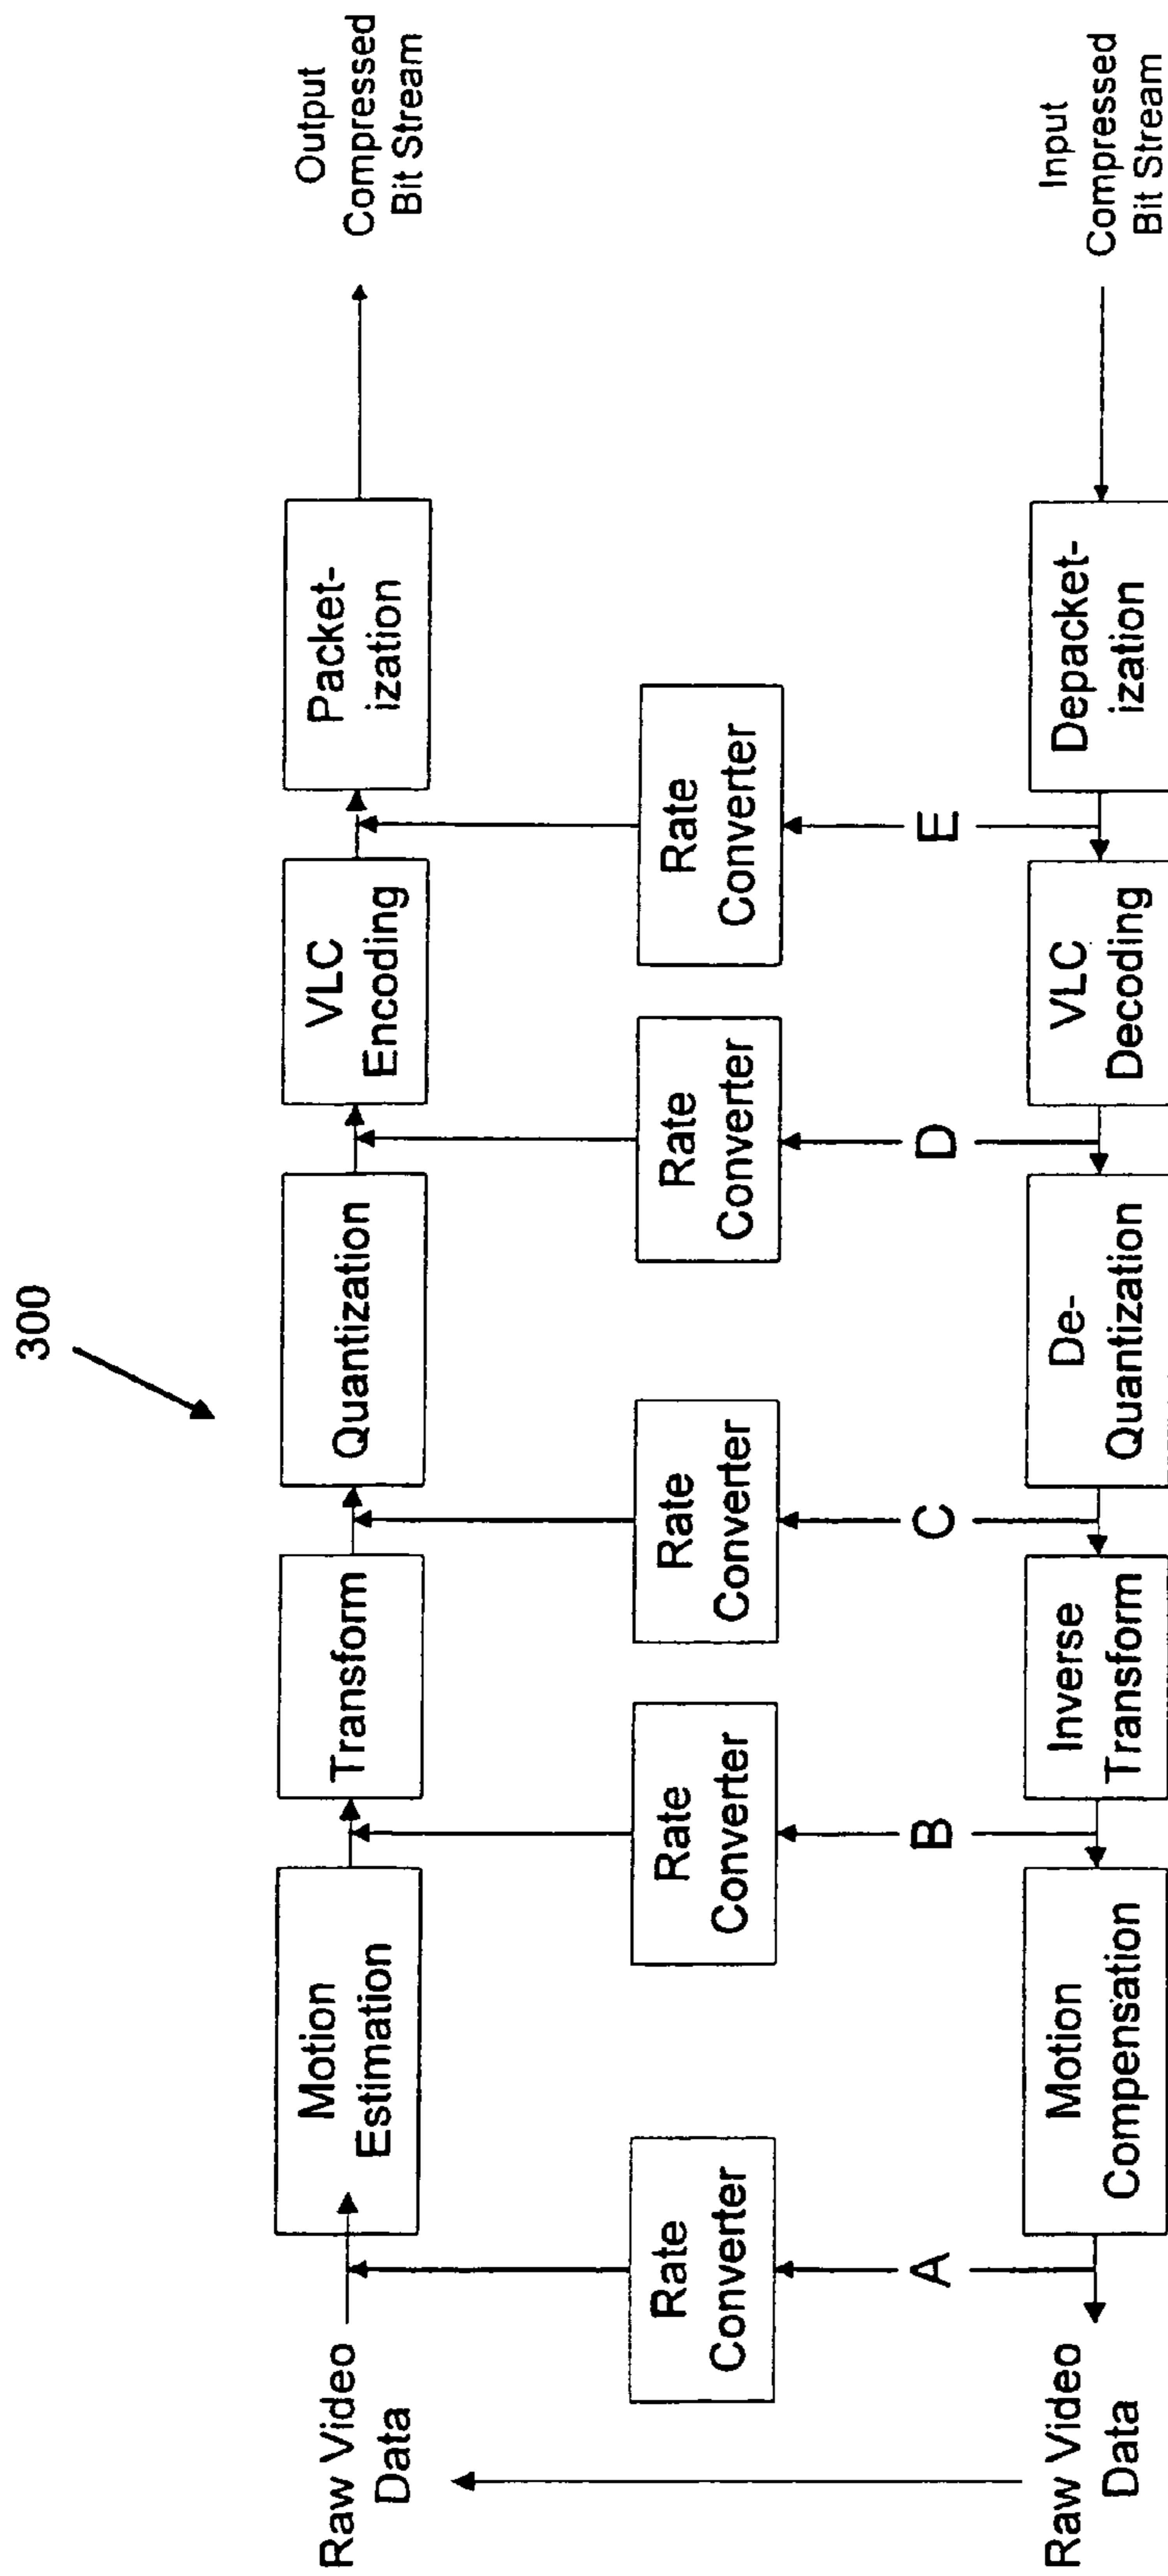 300
Raw Video
Data
Motion
Estimation
Transform
Quantization
VLC
Encoding
Packet-
ization
Output
Compressed
Bit Stream
Rate
Converter
Rate
Converter
Rate
Converter
Rate
Converter
Rate
Converter
A
B
C
D
E
Raw Video
Data
Motion
Compensation
Inverse
Transform
De-
Quantization
VLC
Decoding
Depacket-
ization
Input
Compressed
Bit Stream